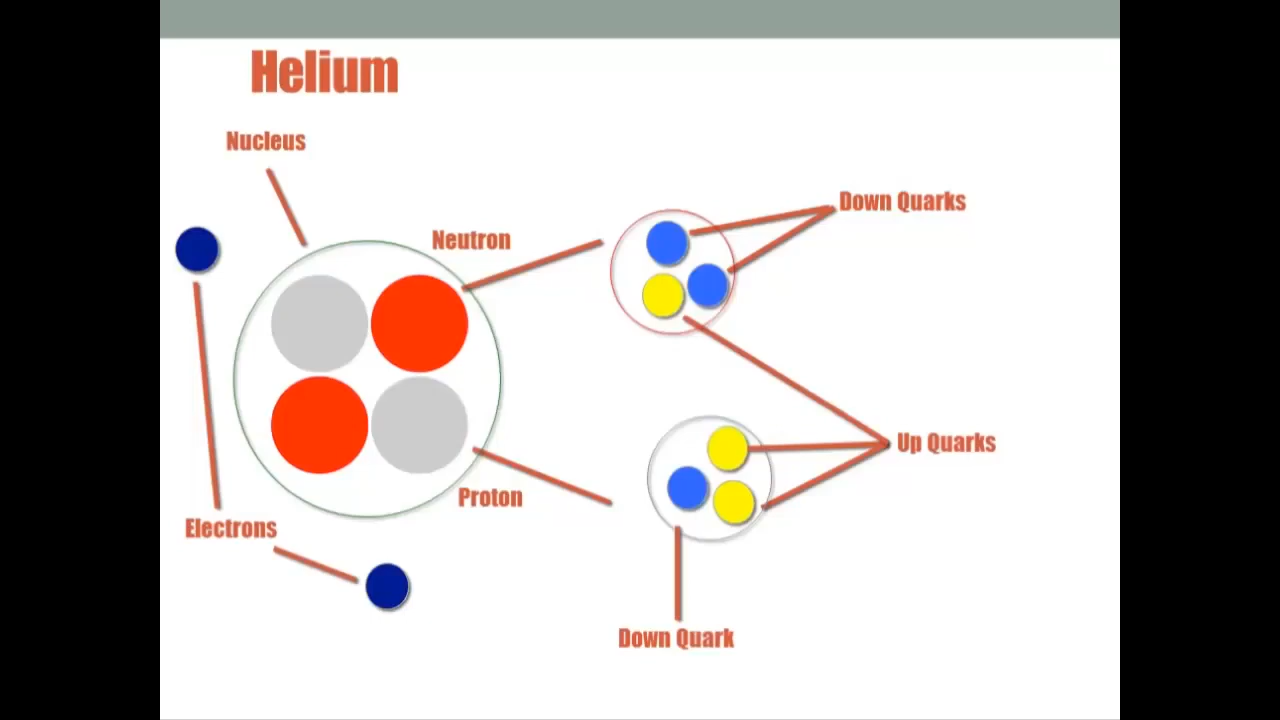 Helium
Nucleus
Down Quarks
Neutron
Up Quarks
Proton
Electrons
Down Quark